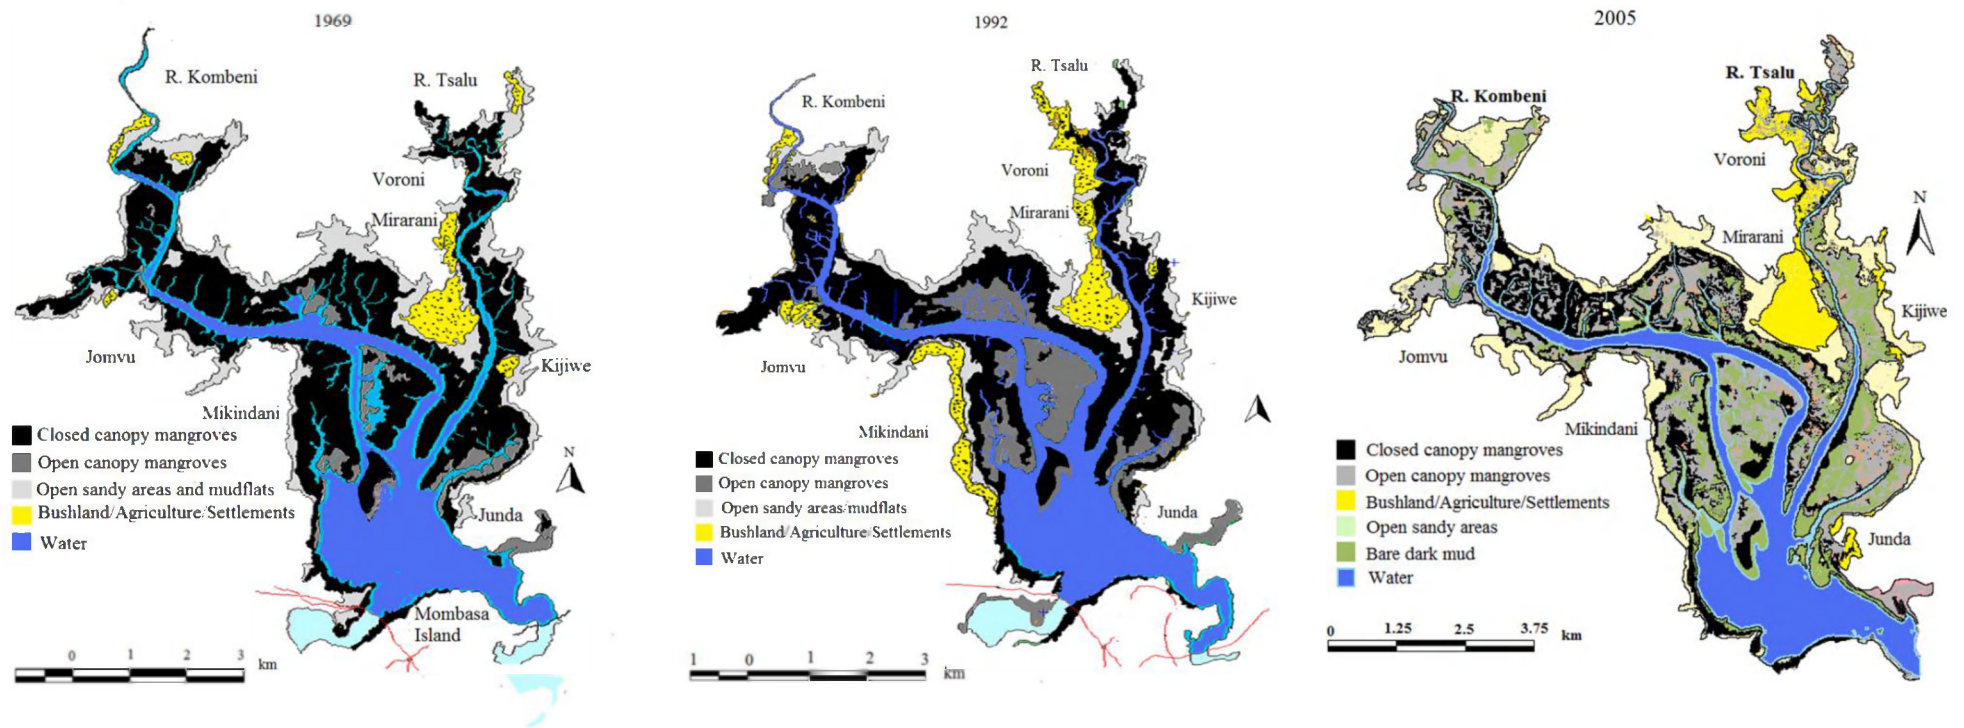 1969
R. Kombeni
R. Tsalu
Voroni
Mirarani
Jomvu
Kijiwe
Mikindani
Closed canopy mangroves
Open canopy mangroves
Open sandy areas and mudflats
Bushland/Agriculture/Settlements
Water
N
Junda
Mombasa
Island
0 1 2 3 km
1992
R. Tsalu
R. Kombeni
Voroni
Mirarani
Kijiwe
Jomvu
Mikindani
Closed canopy mangroves
Open canopy mangroves
Open sandy areas/mudflats
Bushland/Agriculture/Settlements
Water
Junda
1 0 1 2 3 km
2005
R. Tsalu
R. Kombeni
Voroni
N
Mirarani
Kijiwe
Jomvu
Mikindani
Closed canopy mangroves
Open canopy mangroves
Bushland/Agriculture/Settlements
Open sandy areas
Bare dark mud
Water
Junda
0 1.25 2.5 3.75 km